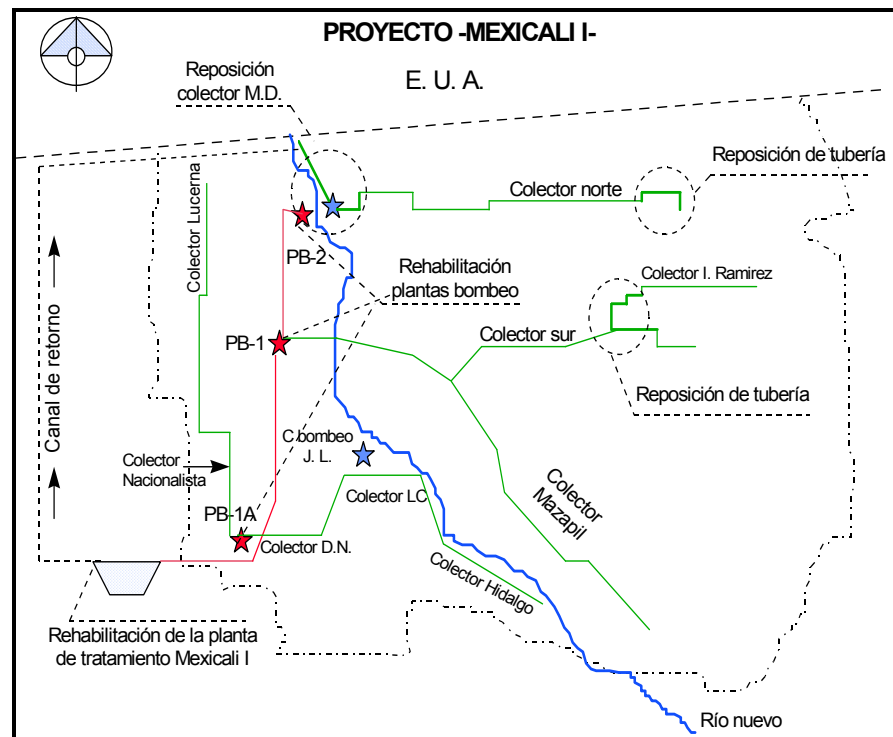 PROYECTO -MEXICALI I-
E. U. A.
Reposición
colector M.D.
Reposición de tubería
Colector norte
Colector Lucerna
PB-2
Rehabilitación
plantas bombeo
Colector I. Ramirez
Colector sur
PB-1
Reposición de tubería
Canal de retorno
C bombeo
J. L.
Colector
Nacionalista
Colector LC
Colector
Mazapil
PB-1A
Colector D.N.
Colector Hidalgo
Rehabilitación de la planta
de tratamiento Mexicali I
Río nuevo